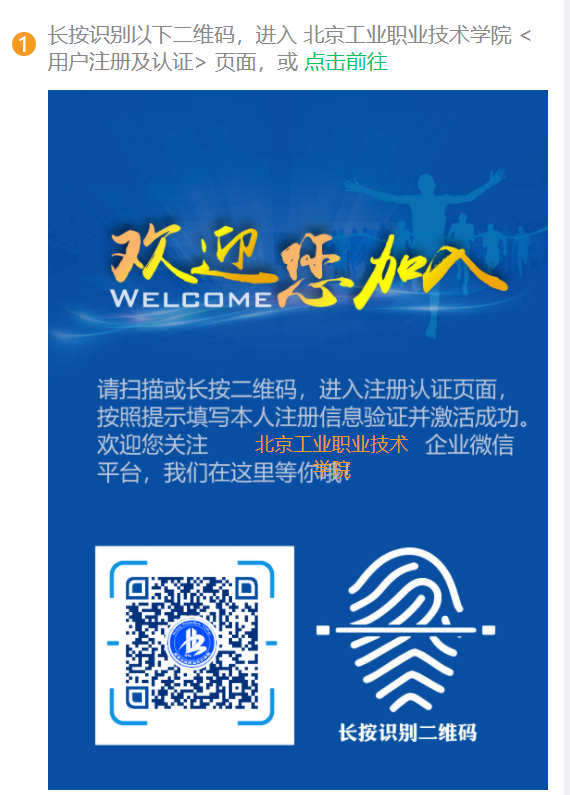 1
长按识别以下二维码，进入 北京工业职业技术学院 <
用户注册及认证> 页面，或 点击前往
欢迎您加入
WELCOME
请扫描或长按二维码，进入注册认证页面，
按照提示填写本人注册信息验证并激活成功。
欢迎您关注 北京工业职业技术 企业微信
学院
平台，我们在这里等你哦!
长按识别二维码